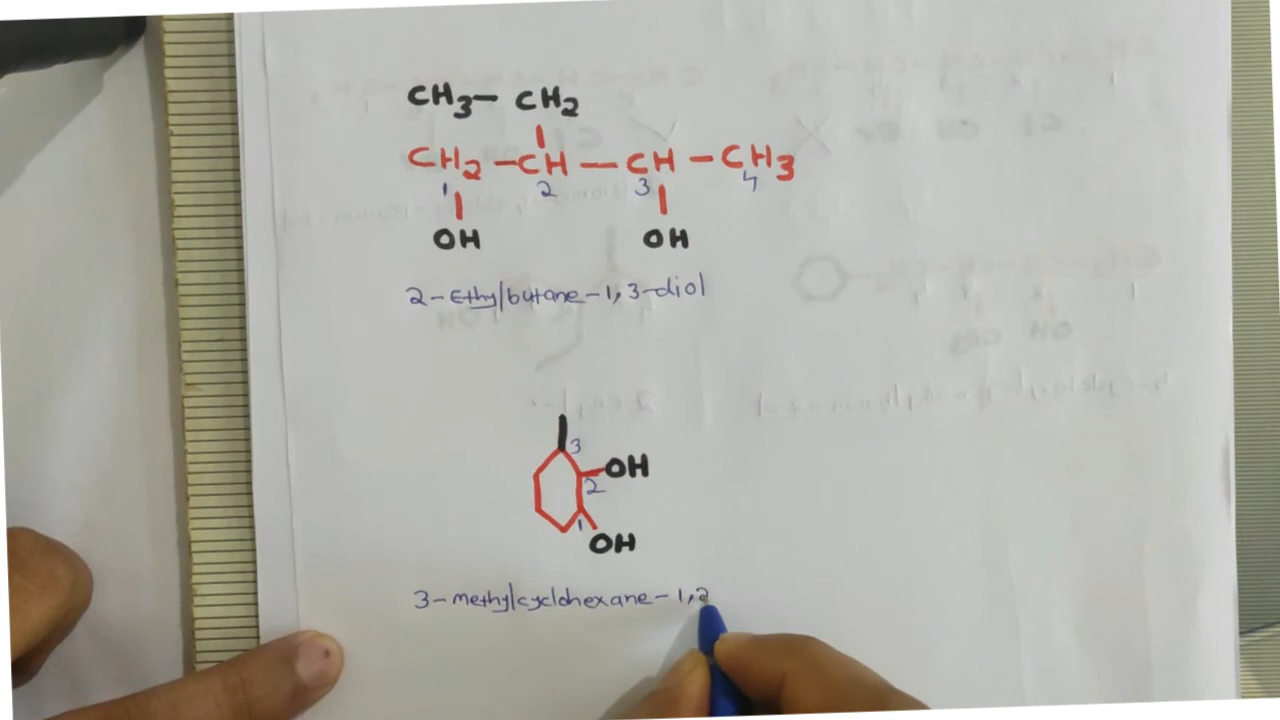 CH3— CH2
CH2 — CH — CH — CH3
1 2 3 4
OH OH
2-Ethylbutane-1,3-diol
3
OH
2
1
OH
3-methylcyclohexane-1,2